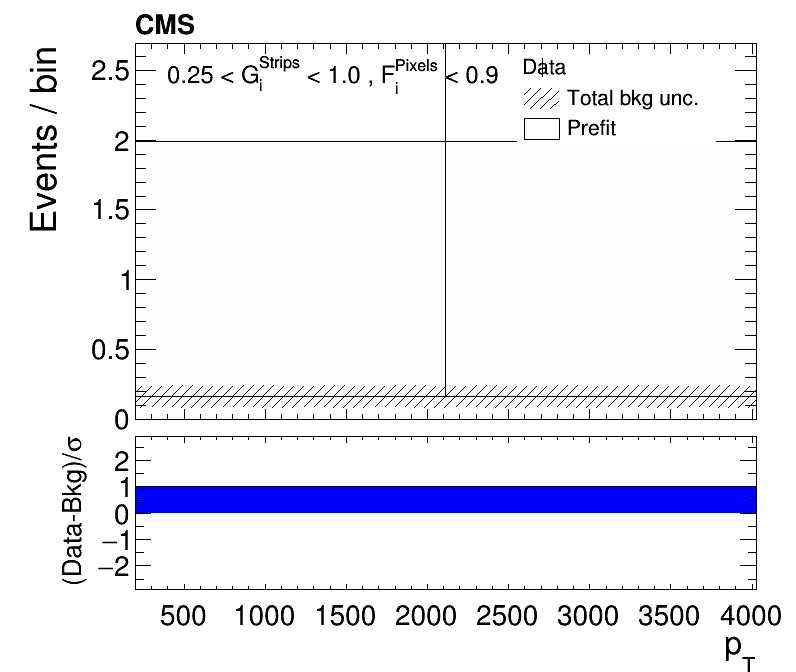 CMS
Events / bin
0.25 < G_i^Strips < 1.0 , F_i^Pixels < 0.9
Data
Total bkg unc.
Prefit
2.5
2
1.5
1
0.5
0
(Data-Bkg)/σ
2
1
0
−1
−2
500 1000 1500 2000 2500 3000 3500 4000
p_T